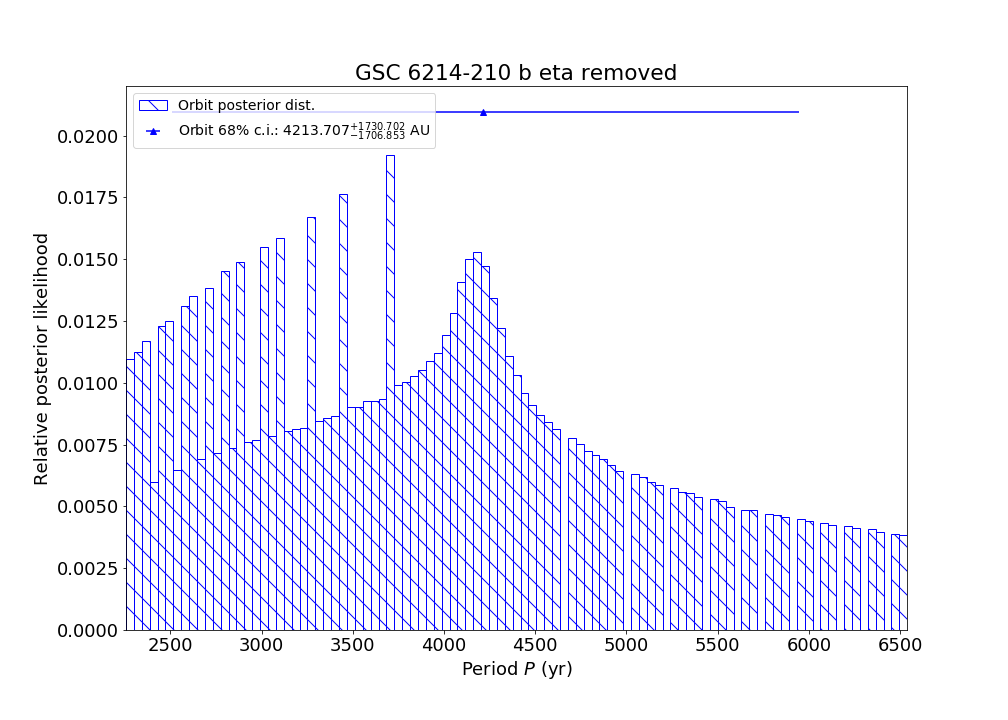 GSC 6214-210 b eta removed
Orbit posterior dist.
Orbit 68% c.i.: 4213.707 +1730.702 −1706.853 AU
Relative posterior likelihood
0.0200
0.0175
0.0150
0.0125
0.0100
0.0075
0.0050
0.0025
0.0000
2500 3000 3500 4000 4500 5000 5500 6000 6500
Period P (yr)